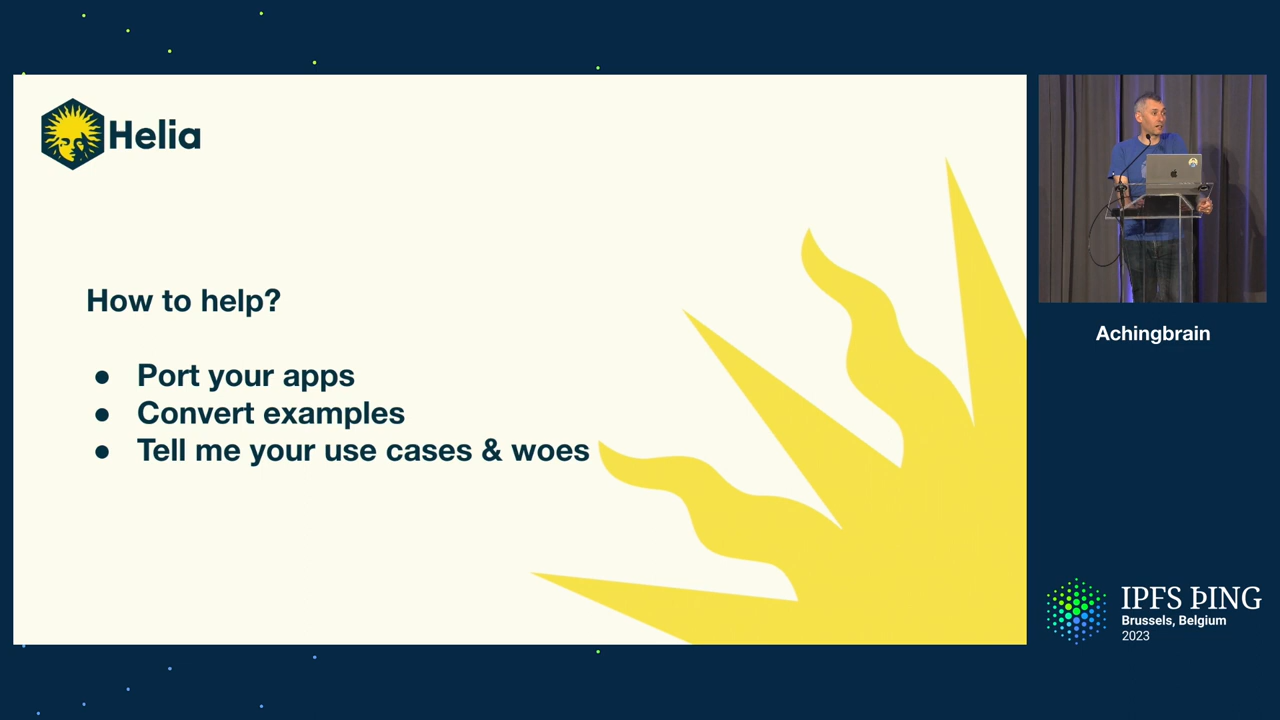 Helia
How to help?
● Port your apps
● Convert examples
● Tell me your use cases & woes
Achingbrain
IPFS ÞING
Brussels, Belgium
2023